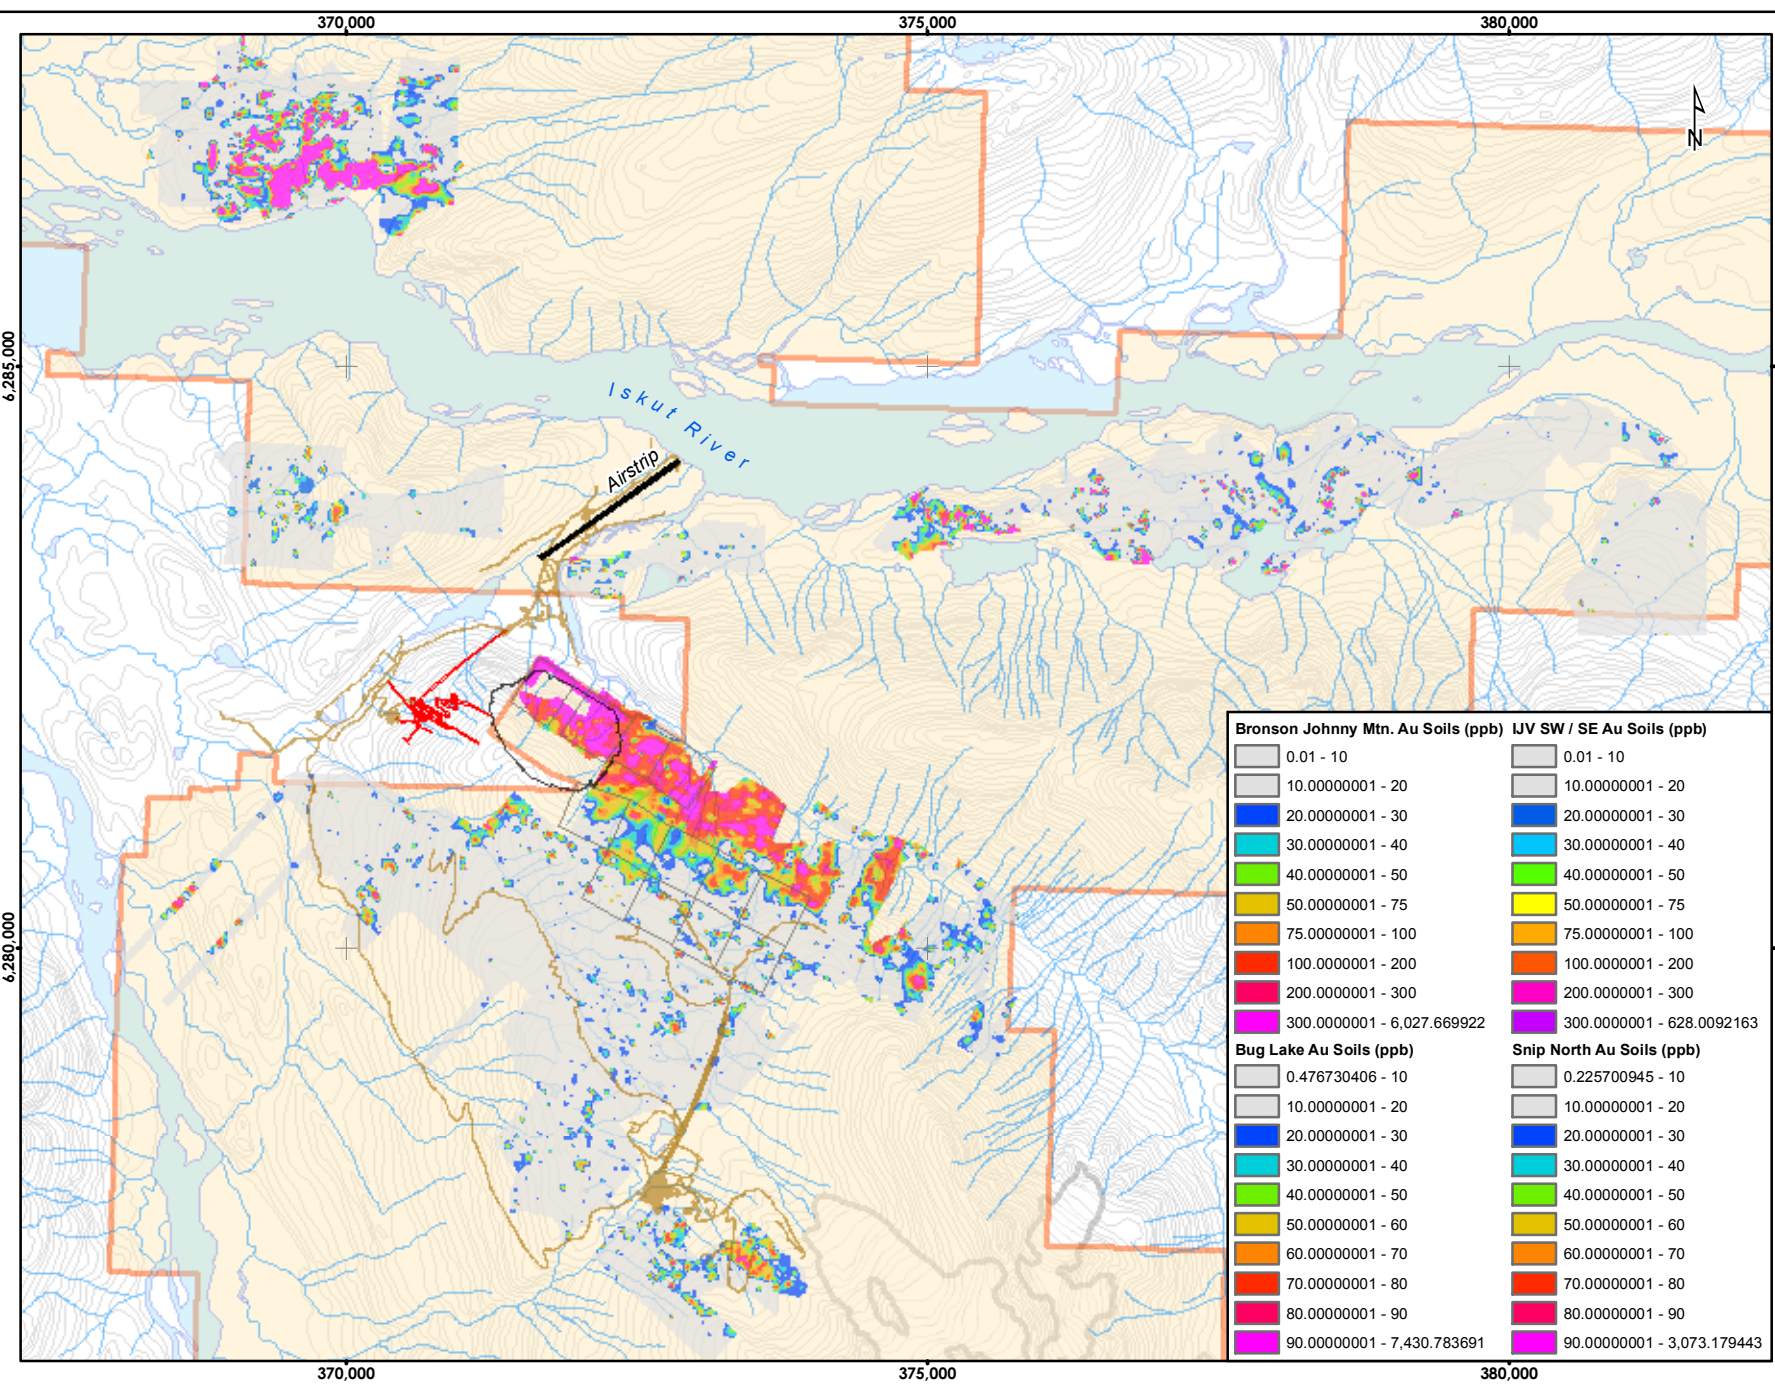 370,000 375,000 380,000
N
6,285,000
Iskut River
Airstrip
6,280,000
Bronson Johnny Mtn. Au Soils (ppb)
0.01 - 10
10.00000001 - 20
20.00000001 - 30
30.00000001 - 40
40.00000001 - 50
50.00000001 - 75
75.00000001 - 100
100.0000001 - 200
200.0000001 - 300
300.0000001 - 6,027.669922
IJV SW / SE Au Soils (ppb)
0.01 - 10
10.00000001 - 20
20.00000001 - 30
30.00000001 - 40
40.00000001 - 50
50.00000001 - 75
75.00000001 - 100
100.0000001 - 200
200.0000001 - 300
300.0000001 - 628.0092163
Bug Lake Au Soils (ppb)
0.476730406 - 10
10.00000001 - 20
20.00000001 - 30
30.00000001 - 40
40.00000001 - 50
50.00000001 - 60
60.00000001 - 70
70.00000001 - 80
80.00000001 - 90
90.00000001 - 7,430.783691
Snip North Au Soils (ppb)
0.225700945 - 10
10.00000001 - 20
20.00000001 - 30
30.00000001 - 40
40.00000001 - 50
50.00000001 - 60
60.00000001 - 70
70.00000001 - 80
80.00000001 - 90
90.00000001 - 3,073.179443
370,000 375,000 380,000